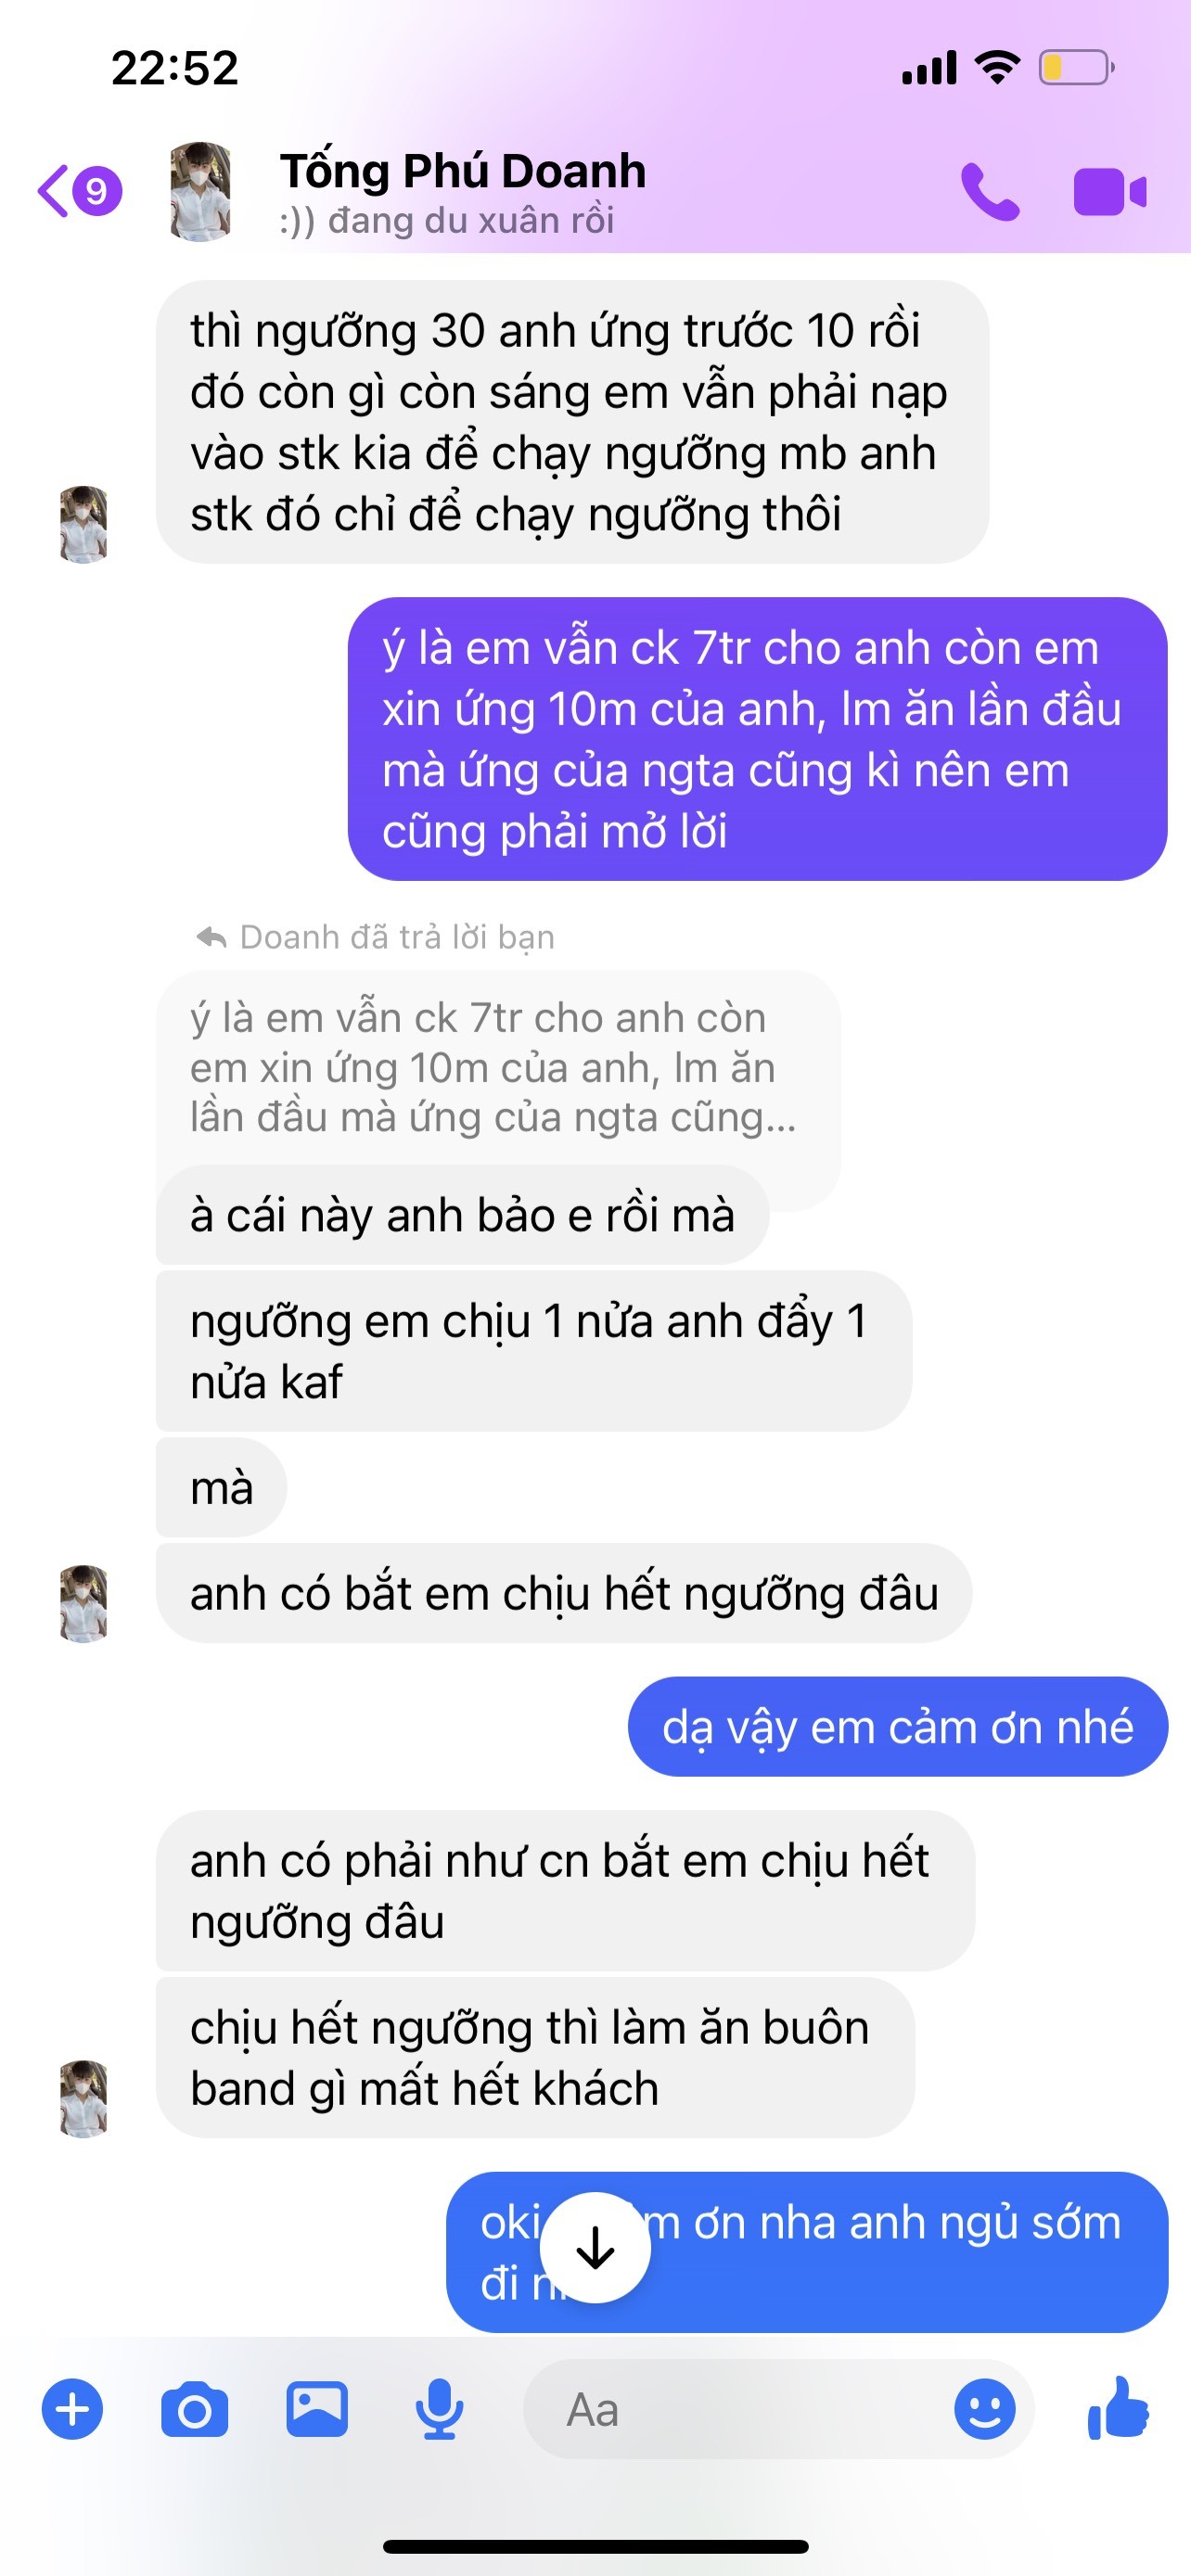 22:52
9
Tống Phú Doanh
:)) đang du xuân rồi
thì ngưỡng 30 anh ứng trước 10 rồi
đó còn gì còn sáng em vẫn phải nạp
vào stk kia để chạy ngưỡng mb anh
stk đó chỉ để chạy ngưỡng thôi
ý là em vẫn ck 7tr cho anh còn em
xin ứng 10m của anh, lm ăn lần đầu
mà ứng của ngta cũng kì nên em
cũng phải mở lời
Doanh đã trả lời bạn
ý là em vẫn ck 7tr cho anh còn
em xin ứng 10m của anh, lm ăn
lần đầu mà ứng của ngta cũng...
à cái này anh bảo e rồi mà
ngưỡng em chịu 1 nửa anh đẩy 1
nửa kaf
mà
anh có bắt em chịu hết ngưỡng đâu
dạ vậy em cảm ơn nhé
anh có phải như cn bắt em chịu hết
ngưỡng đâu
chịu hết ngưỡng thì làm ăn buôn
band gì mất hết khách
oki ơn nha anh ngủ sớm
đi
Aa